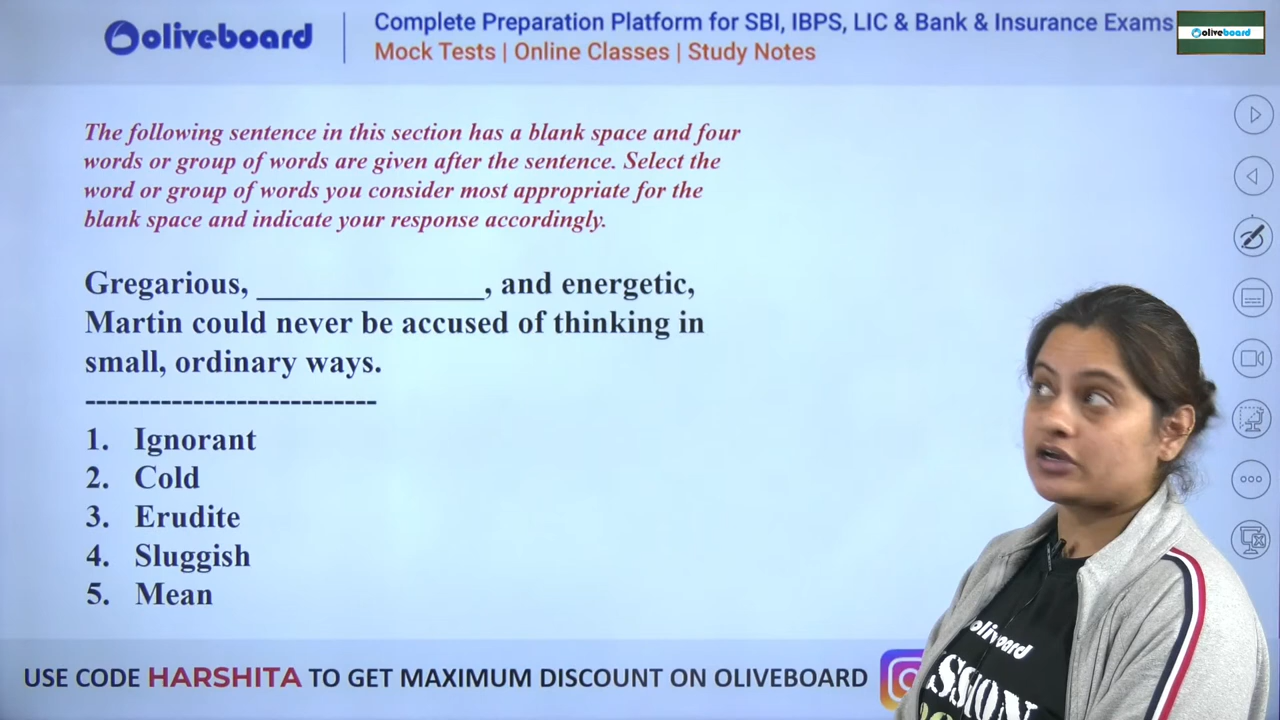 oliveboard
Complete Preparation Platform for SBI, IBPS, LIC & Bank & Insurance Exams
Mock Tests | Online Classes | Study Notes
oliveboard
The following sentence in this section has a blank space and four
words or group of words are given after the sentence. Select the
word or group of words you consider most appropriate for the
blank space and indicate your response accordingly.
Gregarious, ______________, and energetic,
Martin could never be accused of thinking in
small, ordinary ways.
---------------------------
1. Ignorant
2. Cold
3. Erudite
4. Sluggish
5. Mean
oliveboard
USE CODE HARSHITA TO GET MAXIMUM DISCOUNT ON OLIVEBOARD